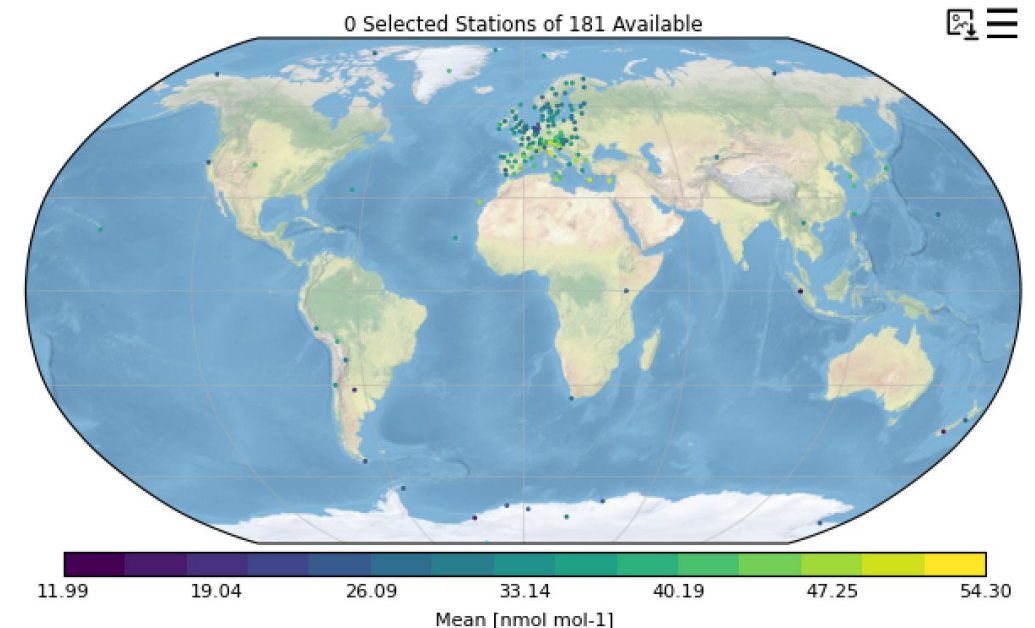 0 Selected Stations of 181 Available
11.99 19.04 26.09 33.14 40.19 47.25 54.30
Mean [nmol mol-1]